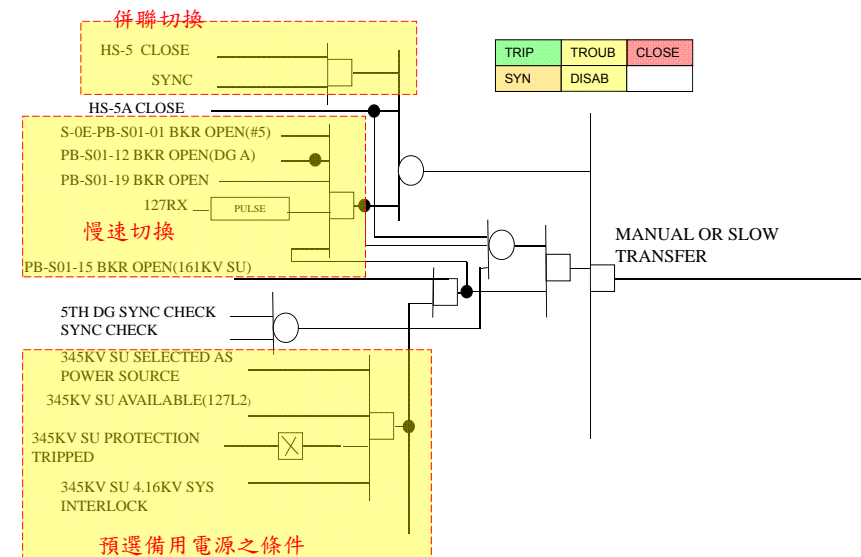 併聯切換
HS-5 CLOSE
SYNC
TRIP TROUB CLOSE
SYN DISAB
HS-5A CLOSE
S-0E-PB-S01-01 BKR OPEN(#5)
PB-S01-12 BKR OPEN(DG A)
PB-S01-19 BKR OPEN
127RX PULSE
慢速切換
PB-S01-15 BKR OPEN(161KV SU)
MANUAL OR SLOW
TRANSFER
5TH DG SYNC CHECK
SYNC CHECK
345KV SU SELECTED AS
POWER SOURCE
345KV SU AVAILABLE(127L2)
345KV SU PROTECTION
TRIPPED
345KV SU 4.16KV SYS
INTERLOCK
預選備用電源之條件